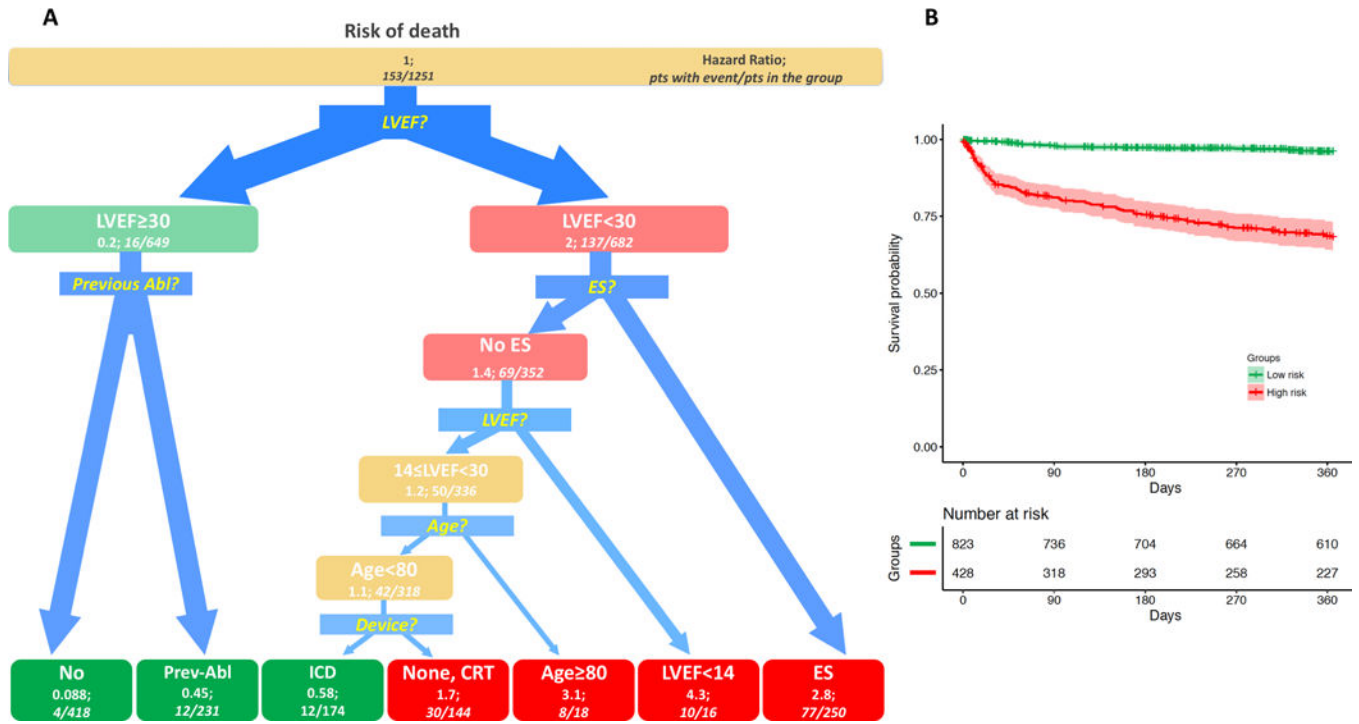 A
Risk of death
1;
153/1251
Hazard Ratio;
pts with event/pts in the group
LVEF?
LVEF≥30
0.2; 16/649
LVEF<30
2; 137/682
Previous Abl?
ES?
No ES
1.4; 69/352
LVEF?
14≤LVEF<30
1.2; 50/336
Age?
Age<80
1.1; 42/318
Device?
No
0.088;
4/418
Prev-Abl
0.45;
12/231
ICD
0.58;
12/174
None, CRT
1.7;
30/144
Age≥80
3.1;
8/18
LVEF<14
4.3;
10/16
ES
2.8;
77/250
B
Survival probability
1.00
0.75
0.50
0.25
0.00
Groups
Low risk
High risk
0 90 180 270 360
Days
Number at risk
Groups
823 736 704 664 610
428 318 293 258 227
0 90 180 270 360
Days